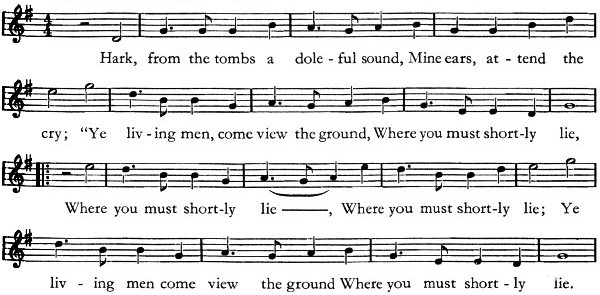 Hark, from the tombs a dole - ful sound, Mine ears, at - tend the
cry; "Ye liv - ing men, come view the ground, Where you must short - ly lie,
Where you must short - ly lie ———, Where you must short - ly lie; Ye
liv - ing men come view the ground Where you must short - ly lie.